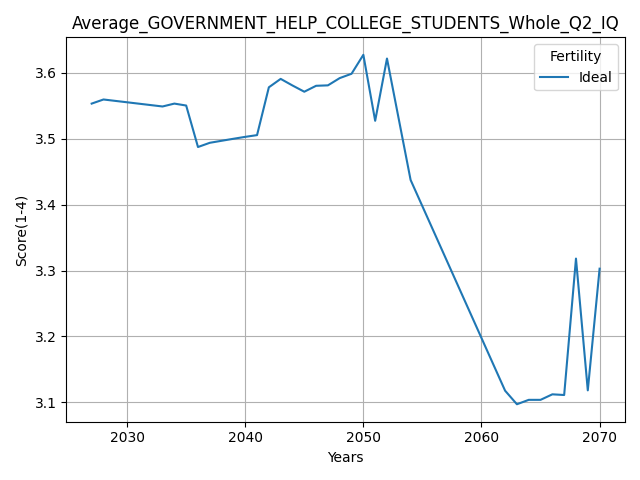 Average_GOVERNMENT_HELP_COLLEGE_STUDENTS_Whole_Q2_IQ
Fertility
Ideal
3.6
3.5
3.4
3.3
3.2
3.1
Score(1-4)
2030 2040 2050 2060 2070
Years